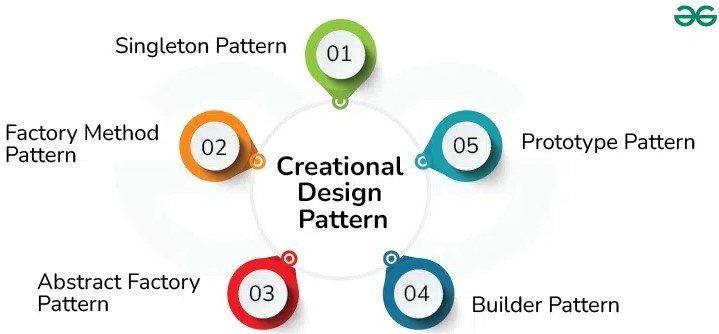 Singleton Pattern
01
Factory Method
Pattern
02
Creational
Design
Pattern
05
Prototype Pattern
Abstract Factory
Pattern
03
04
Builder Pattern